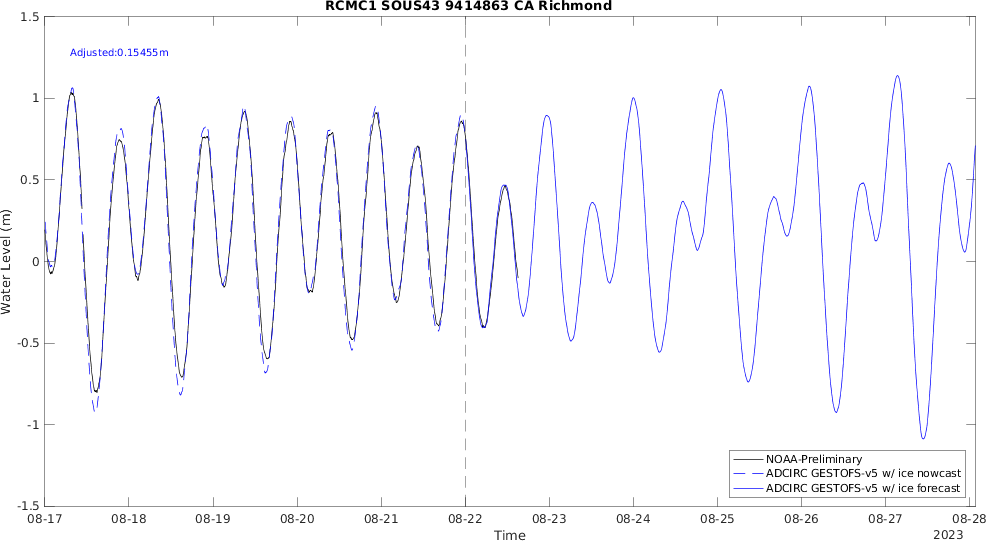 RCMC1 SOUS43 9414863 CA Richmond
1.5
Adjusted:0.15455m
1
0.5
0
-0.5
-1
-1.5
Water Level (m)
NOAA-Preliminary
ADCIRC GESTOFS-v5 w/ ice nowcast
ADCIRC GESTOFS-v5 w/ ice forecast
08-17 08-18 08-19 08-20 08-21 08-22 08-23 08-24 08-25 08-26 08-27 08-28
Time
2023